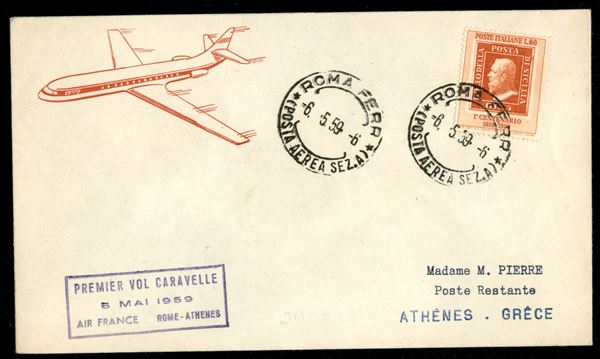 POSTE ITALIANE L.60
POSTA
LO DELLA DI SICILIA
1° CENTENARIO
ROMA FERR
-6. 5.59 -6
(POSTA AEREA SEZ.A)
ROMA FERR
-6. 5.59 -6
(POSTA AEREA SEZ.A)
PREMIER VOL CARAVELLE
5 MAI 1959
AIR FRANCE ROME-ATHENES
Madame M. PIERRE
Poste Restante
ATHÈNES . GRÈCE